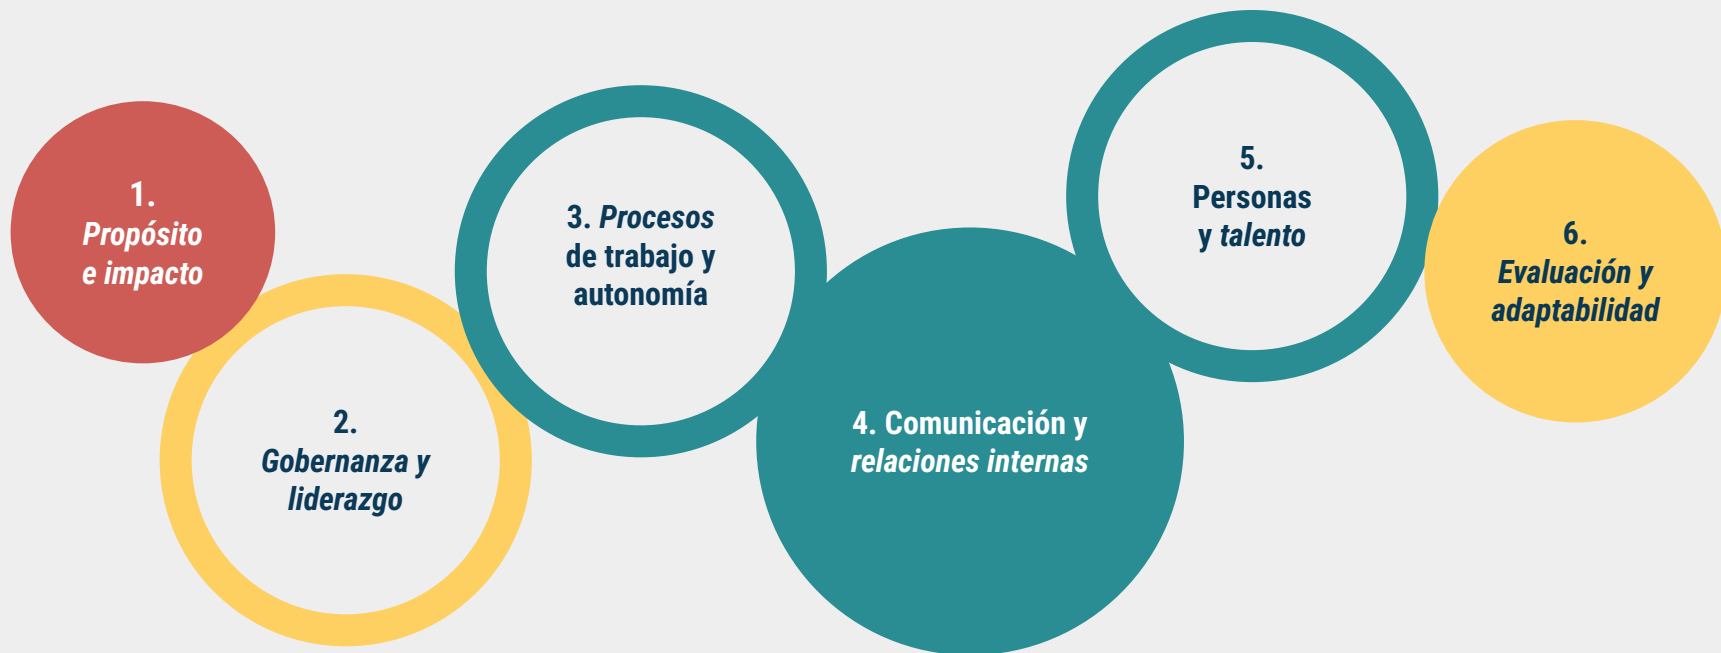 1.
Propósito
e impacto
2.
Gobernanza y
liderazgo
3. Procesos
de trabajo y
autonomía
4. Comunicación y
relaciones internas
5.
Personas
y talento
6.
Evaluación y
adaptabilidad